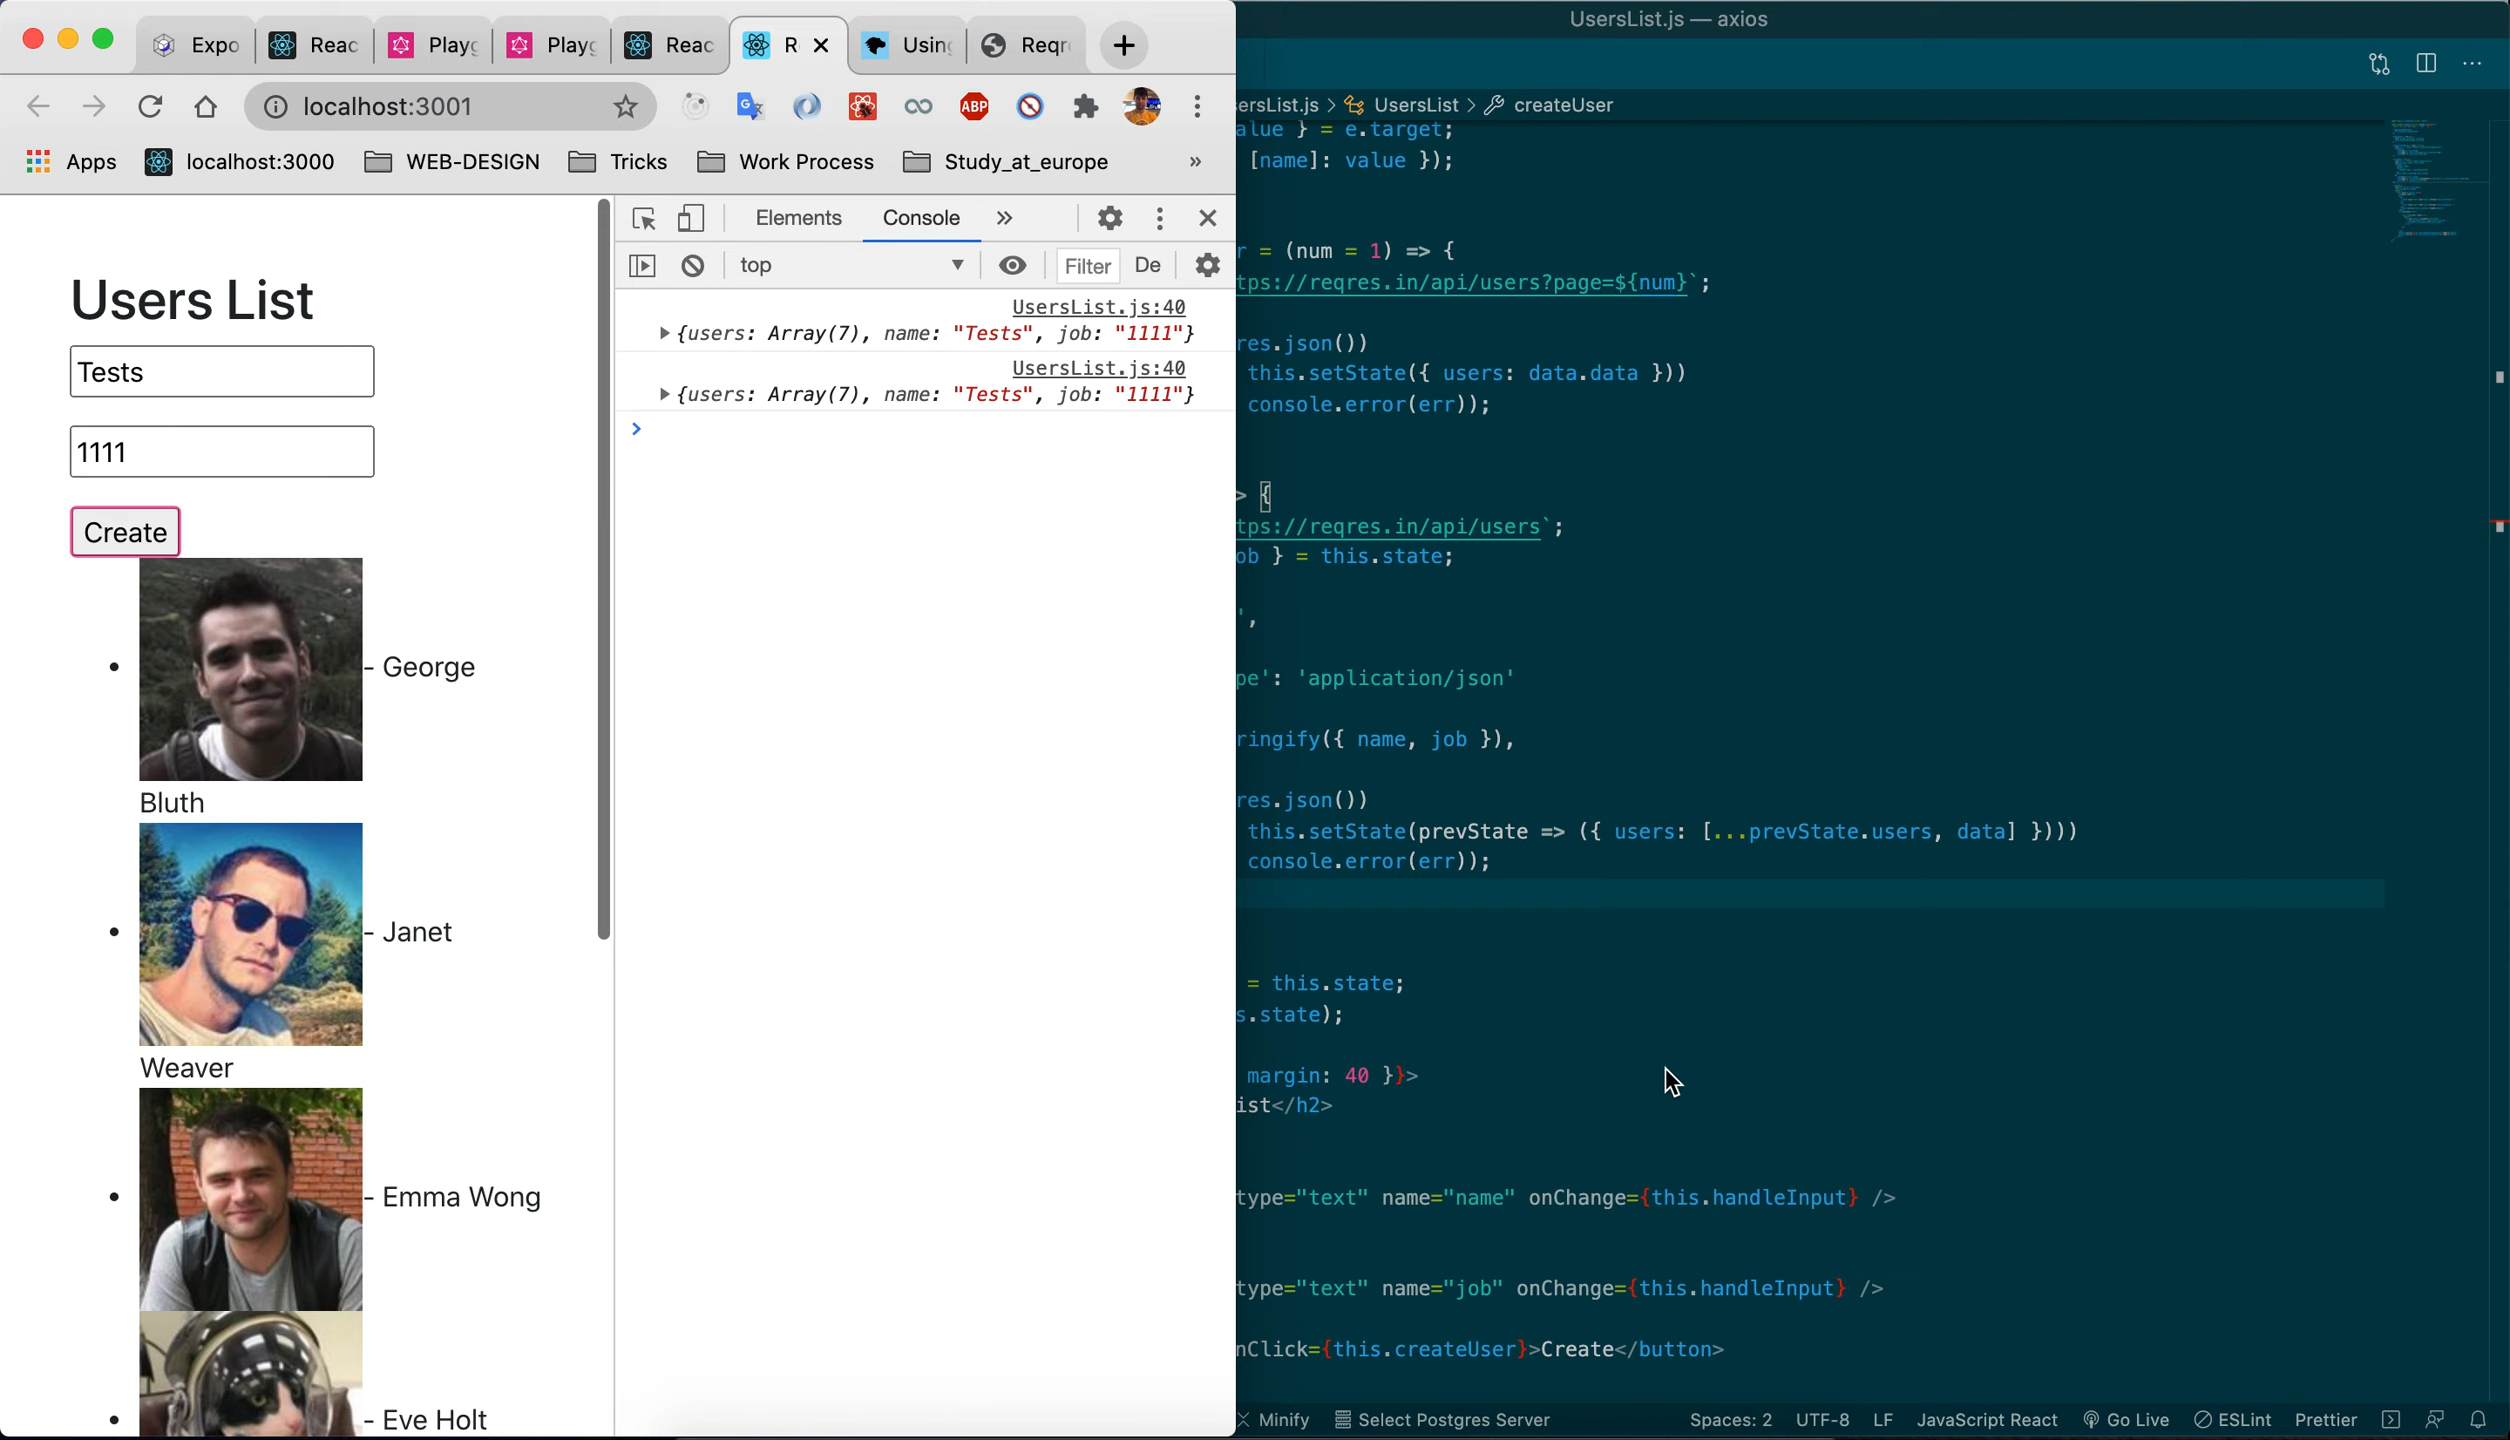 Expo
Reac
Play
Play
Reac
R
Using
Reqr
localhost:3001
ABP
Apps
localhost:3000
WEB-DESIGN
Tricks
Work Process
Study_at_europe
»
Users List
Tests
1111
Create
- George
Bluth
- Janet
Weaver
- Emma Wong
- Eve Holt
Elements
Console
top
Filter
De
UsersList.js:40
{users: Array(7), name: "Tests", job: "1111"}
UsersList.js:40
{users: Array(7), name: "Tests", job: "1111"}
UsersList.js — axios
ersList.js > UsersList > createUser
alue } = e.target;
[name]: value });
r = (num = 1) => {
tps://reqres.in/api/users?page=${num}`;
res.json())
this.setState({ users: data.data }))
console.error(err));
> {
tps://reqres.in/api/users`;
ob } = this.state;
',
pe': 'application/json'
ringify({ name, job }),
res.json())
this.setState(prevState => ({ users: [...prevState.users, data] })))
console.error(err));
= this.state;
s.state);
margin: 40 }}>
ist</h2>
type="text" name="name" onChange={this.handleInput} />
type="text" name="job" onChange={this.handleInput} />
nClick={this.createUser}>Create</button>
Minify
Select Postgres Server
Spaces: 2
UTF-8
LF
JavaScript React
Go Live
ESLint
Prettier